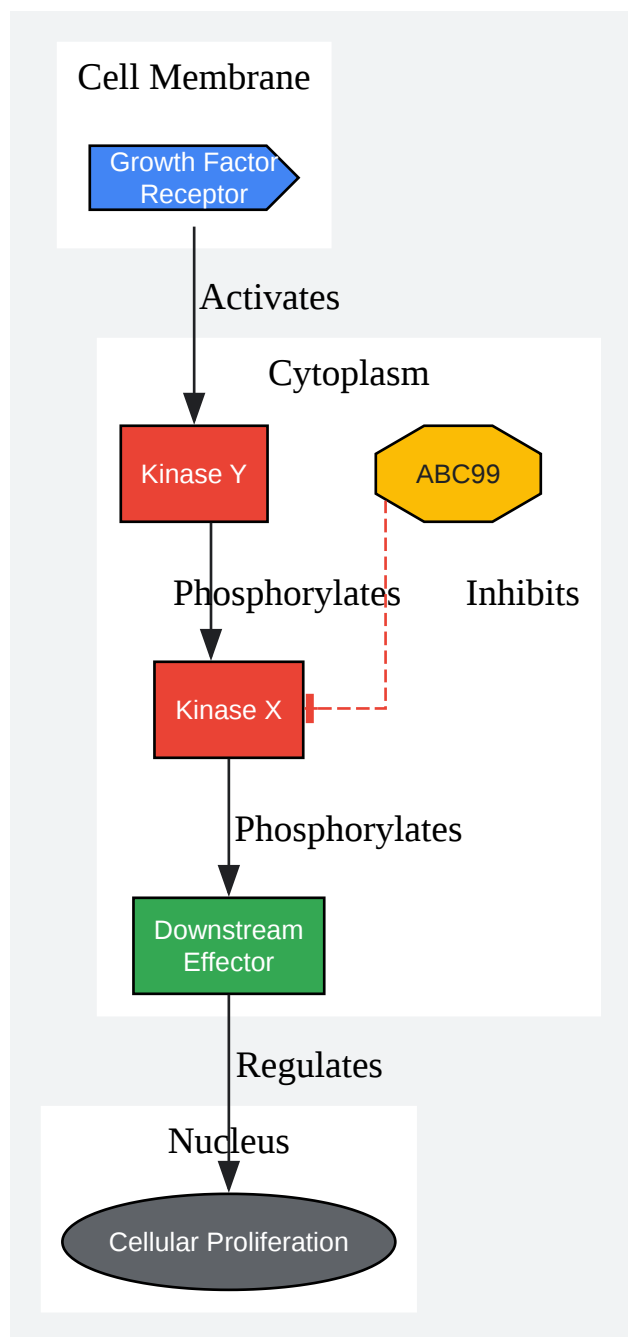 Cell Membrane
Growth Factor
Receptor
Activates
Cytoplasm
Kinase Y
ABC99
Phosphorylates
Inhibits
Kinase X
Phosphorylates
Downstream
Effector
Regulates
Nucleus
Cellular Proliferation